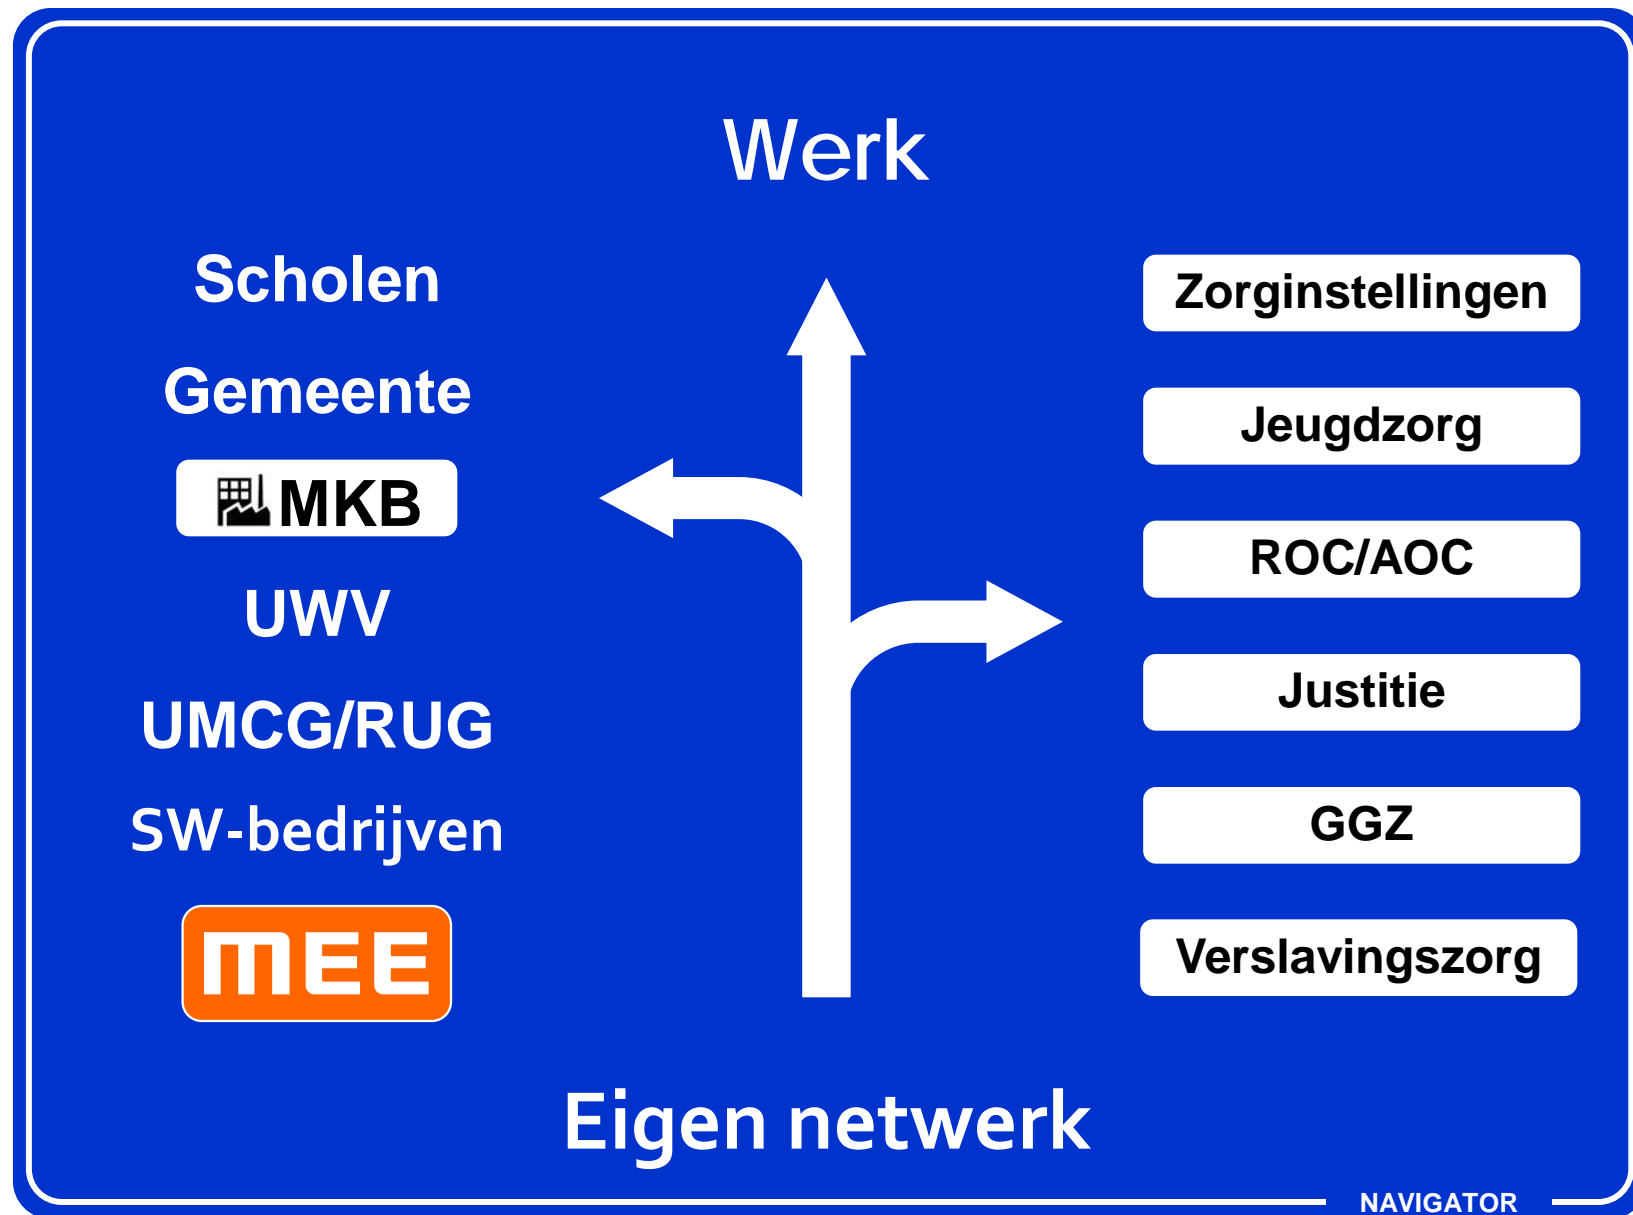 Werk
Scholen
Gemeente
MKB
UWV
UMCG/RUG
SW-bedrijven
MEE
Zorginstellingen
Jeugdzorg
ROC/AOC
Justitie
GGZ
Verslavingszorg
Eigen netwerk
NAVIGATOR